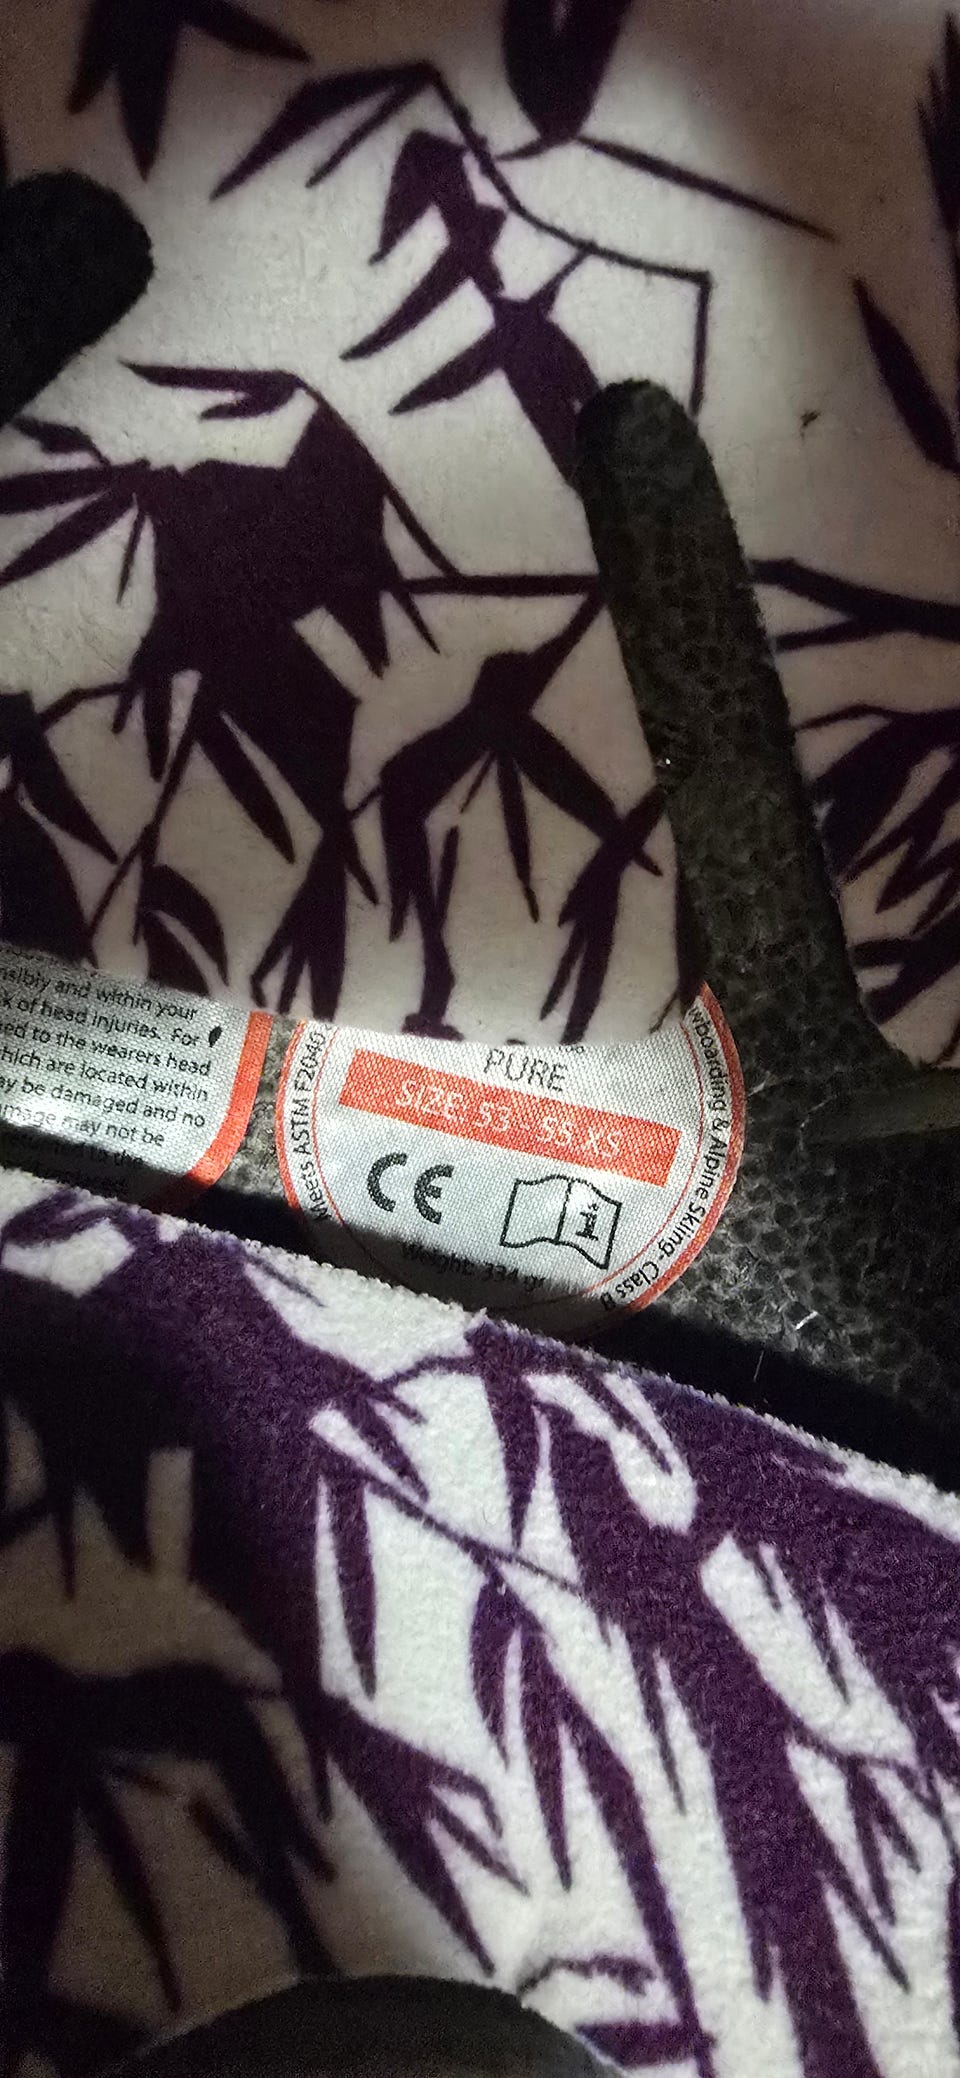 nsibly and within your
x of head injuries. For
ed to the wearers head
hich are located within
ay be damaged and no
mage may not be
PURE
SIZE: 53 - 55 XS
CE
i
Weight: 334 gr
Meets ASTM F2040
wboarding & Alpine Skiing- Class B